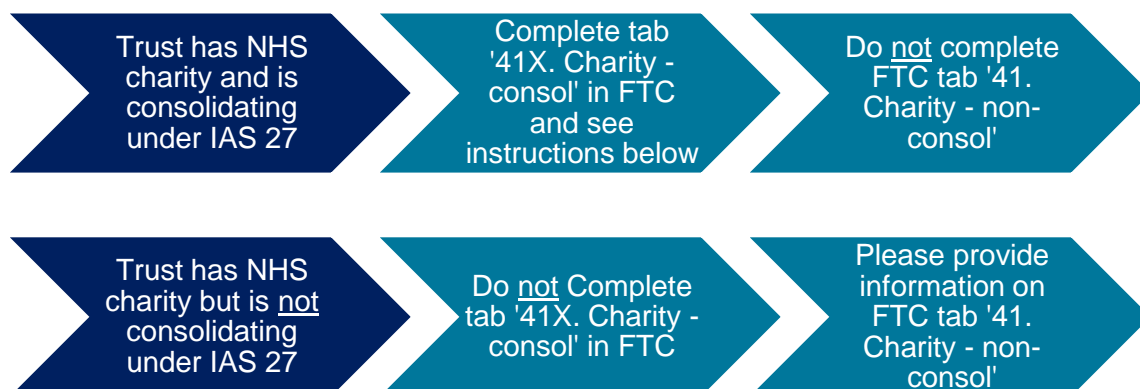 Trust has NHS
charity and is
consolidating
under IAS 27
Complete tab
'41X. Charity -
consol' in FTC
and see
instructions below
Do not complete
FTC tab '41.
Charity - non-
consol'
Trust has NHS
charity but is not
consolidating
under IAS 27
Do not Complete
tab '41X. Charity -
consol' in FTC
Please provide
information on
FTC tab '41.
Charity - non-
consol'